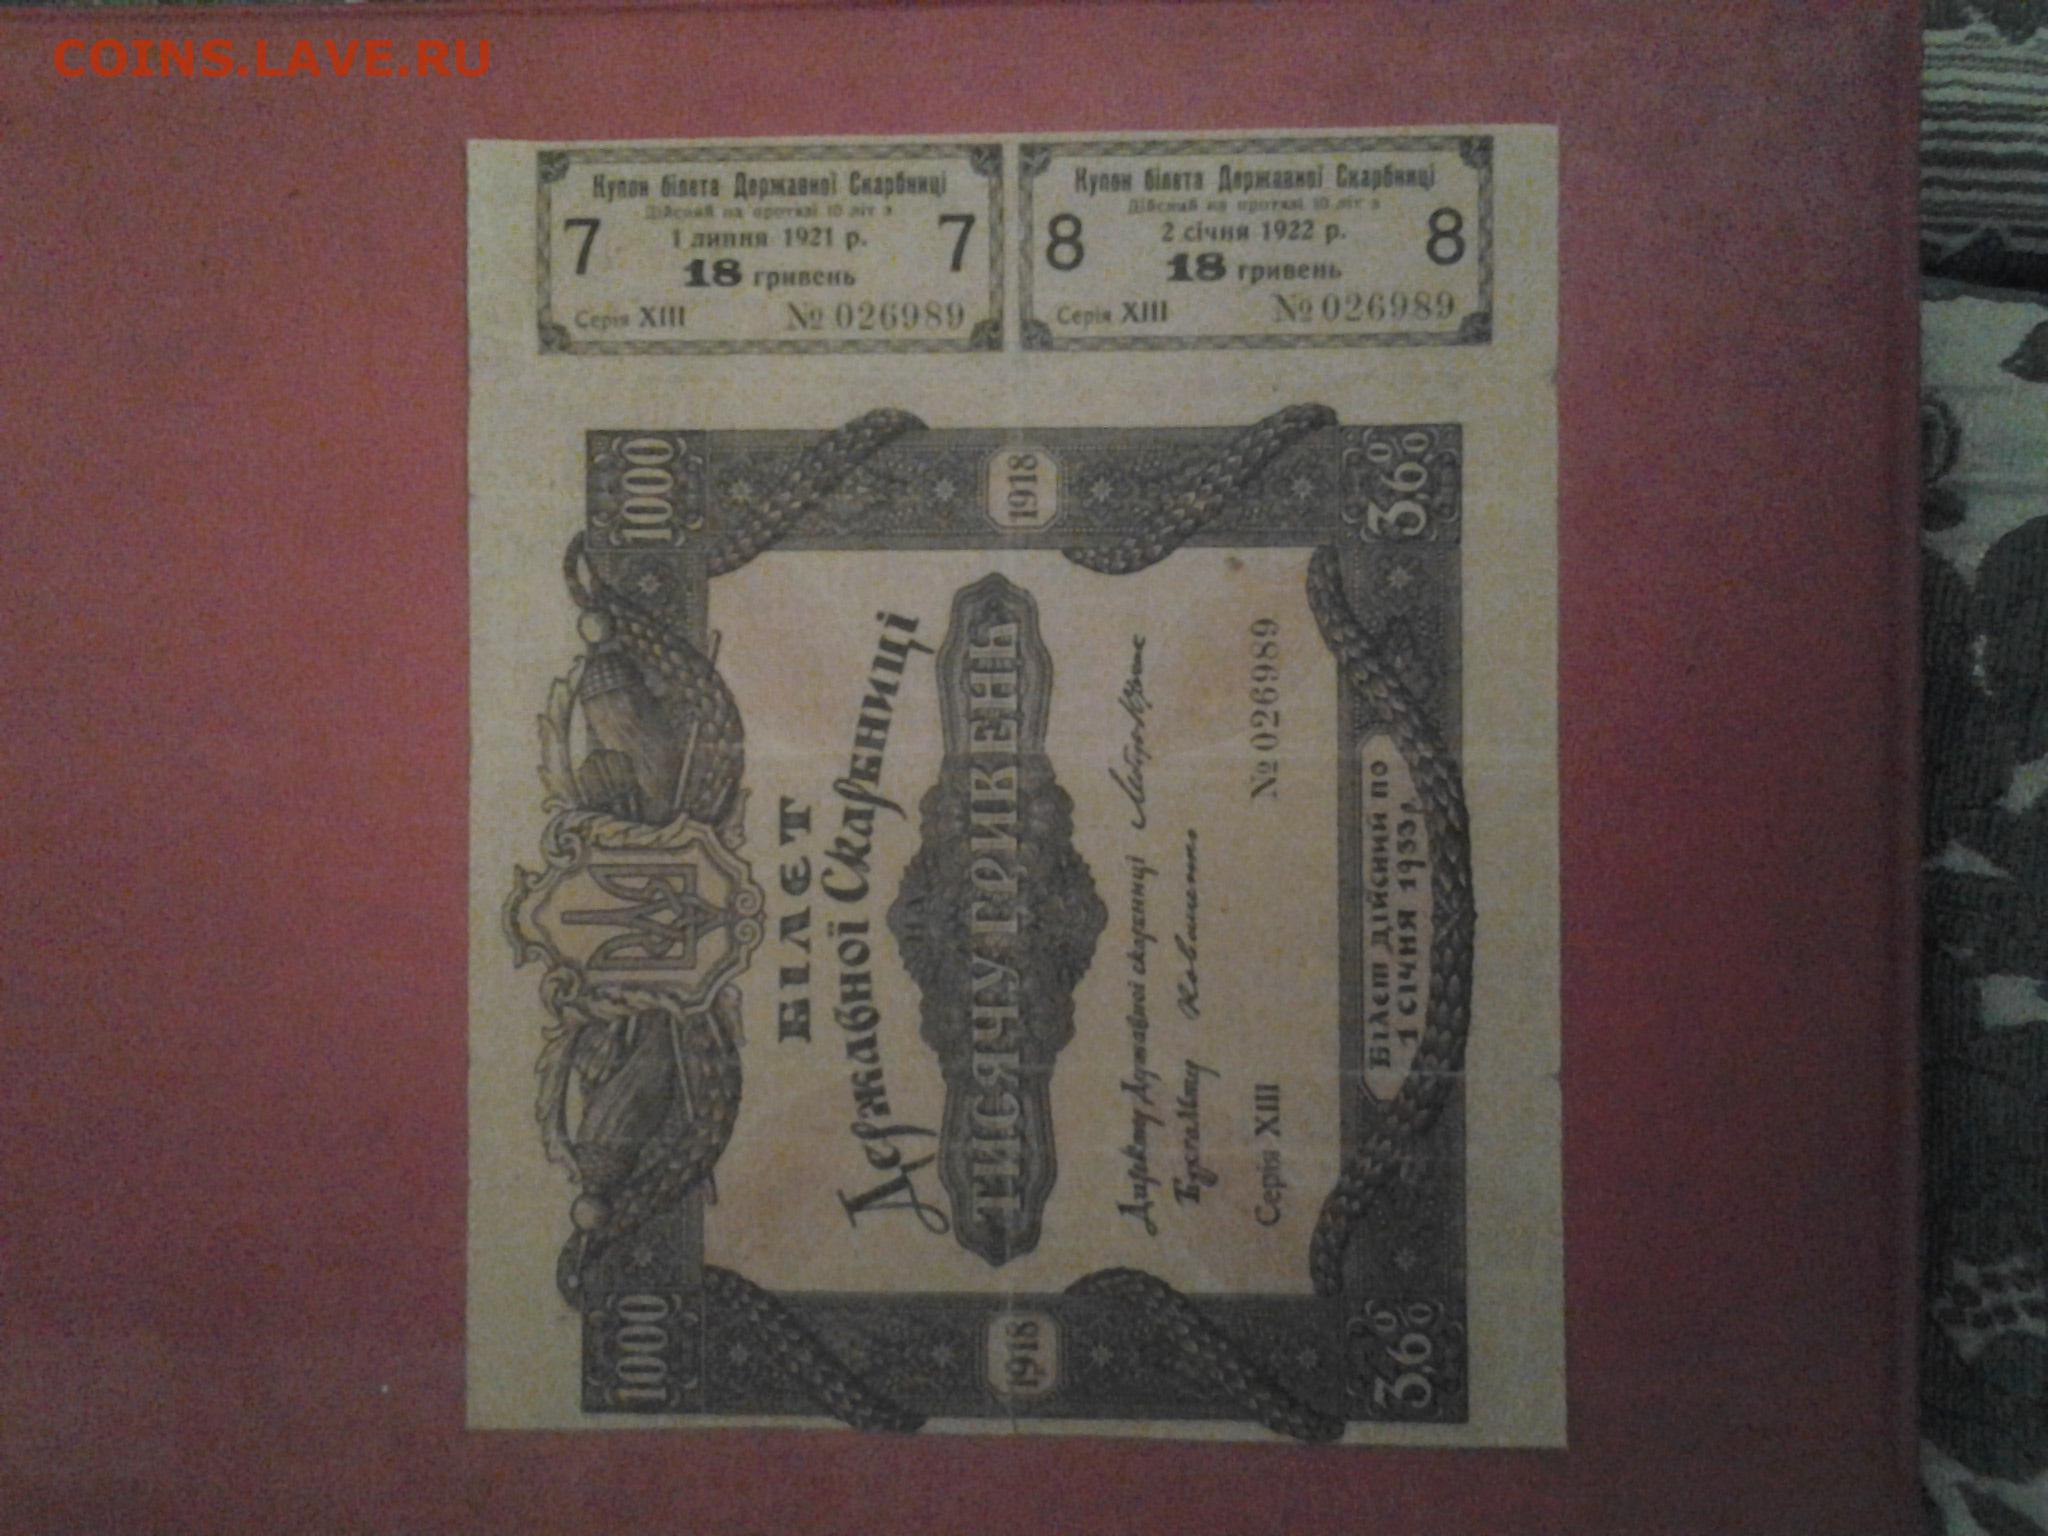 COINS.LAVE.RU
Купон білета Державної Скарбниці
Дійсний на протязі 10 літ з
7 1 липня 1921 р. 7
18 гривень
Серія XIII № 026989
Купон білета Державної Скарбниці
Дійсний на протязі 10 літ з
8 2 січня 1922 р. 8
18 гривень
Серія XIII № 026989
1000 1000
БІЛЕТ
Державної Скарбниці
НА
ТИСЯЧУ ГРИВЕНЬ
1918 1918
Директор Державної скарбниці
Бухгалтер
Серія XIII № 026989
БІЛЕТ ДІЙСНИЙ ПО
1 СІЧНЯ 1933 р.
3,6% 3,6%